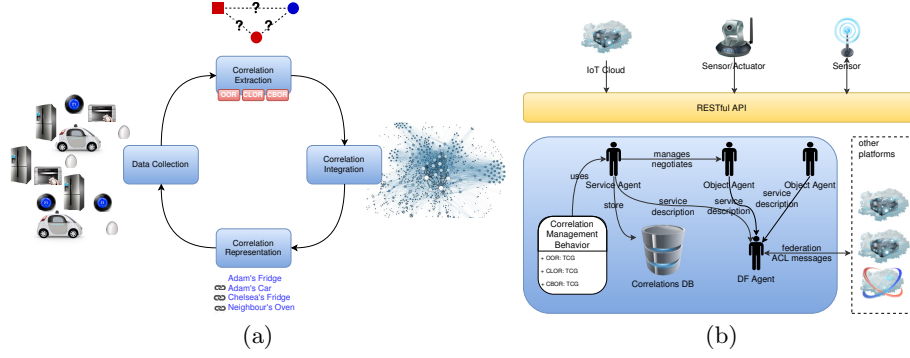 ?
? ?
Correlation
Extraction
OOR CLOR CBOR
Data Collection
Correlation
Integration
Correlation
Representation
Adam's Fridge
Adam's Car
Chelsea's Fridge
Neighbour's Oven
(a)
IoT Cloud
Sensor/Actuator
Sensor
RESTful API
other
platforms
manages
negotiates
uses
Service Agent
Object Agent
Object Agent
store
service
description
service
description
service
description
Correlation
Management
Behavior
+ OOR: TCG
+ CLOR: TCG
+ CBOR: TCG
Correlations DB
DF Agent
federation
ACL messages
(b)